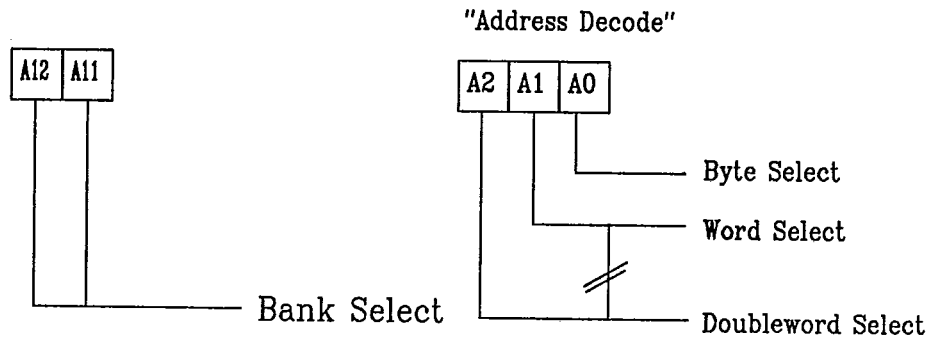 "Address Decode"
A12 A11
A2 A1 A0
Byte Select
Word Select
Bank Select
Doubleword Select